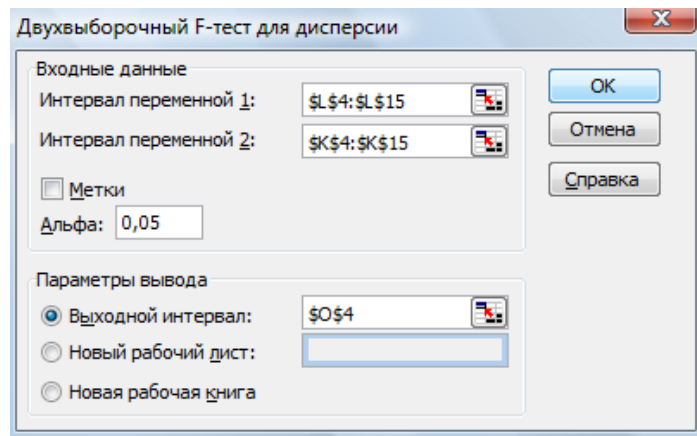 Двухвыборочный F-тест для дисперсии
Входные данные
Интервал переменной 1: $L$4:$L$15
Интервал переменной 2: $K$4:$K$15
Метки
Альфа: 0,05
OK
Отмена
Справка
Параметры вывода
Выходной интервал: $O$4
Новый рабочий лист:
Новая рабочая книга